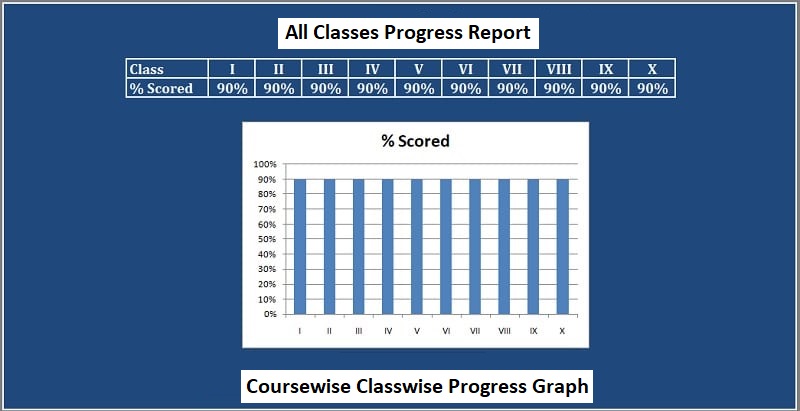 All Classes Progress Report
Class I II III IV V VI VII VIII IX X
% Scored 90% 90% 90% 90% 90% 90% 90% 90% 90% 90%
% Scored
100%
90%
80%
70%
60%
50%
40%
30%
20%
10%
0%
I II III IV V VI VII VIII IX X
Coursewise Classwise Progress Graph